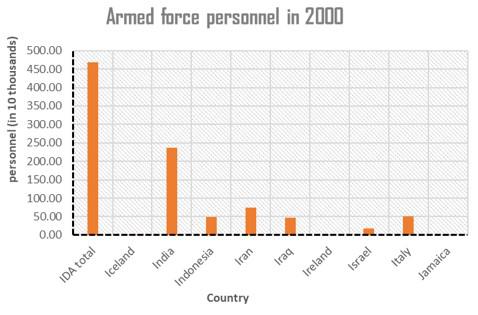 Armed force personnel in 2000
personnel (in 10 thousands)
500.00
450.00
400.00
350.00
300.00
250.00
200.00
150.00
100.00
50.00
0.00
IDA total
Iceland
India
Indonesia
Iran
Iraq
Ireland
Israel
Italy
Jamaica
Country